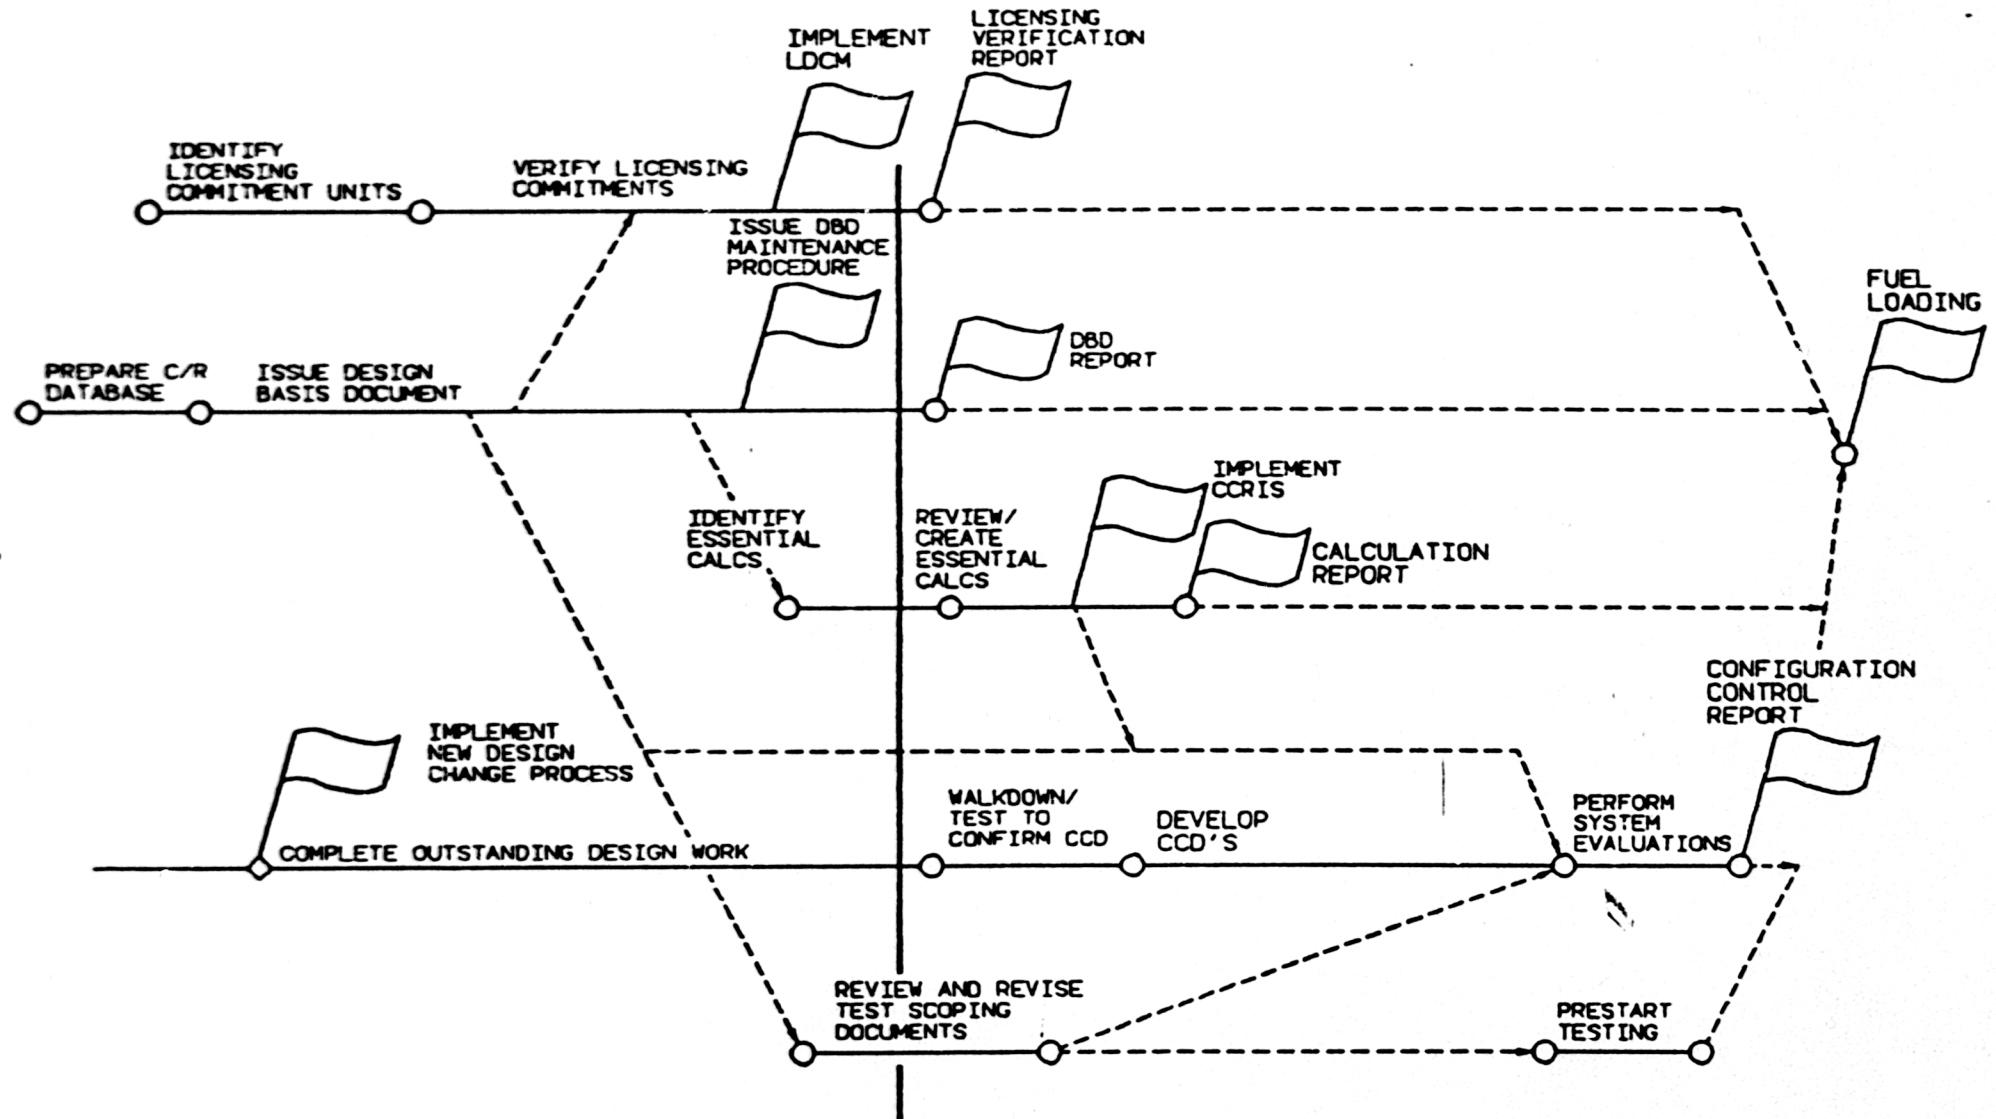 IMPLEMENT
LDCM
LICENSING
VERIFICATION
REPORT
IDENTIFY
LICENSING
COMMITMENT UNITS
VERIFY LICENSING
COMMITMENTS
ISSUE DBD
MAINTENANCE
PROCEDURE
FUEL
LOADING
DBD
REPORT
PREPARE C/R
DATABASE
ISSUE DESIGN
BASIS DOCUMENT
IDENTIFY
ESSENTIAL
CALCS
REVIEW/
CREATE
ESSENTIAL
CALCS
IMPLEMENT
CCRIS
CALCULATION
REPORT
CONFIGURATION
CONTROL
REPORT
IMPLEMENT
NEW DESIGN
CHANGE PROCESS
COMPLETE OUTSTANDING DESIGN WORK
WALKDOWN/
TEST TO
CONFIRM CCD
DEVELOP
CCD'S
PERFORM
SYSTEM
EVALUATIONS
REVIEW AND REVISE
TEST SCOPING
DOCUMENTS
PRESTART
TESTING